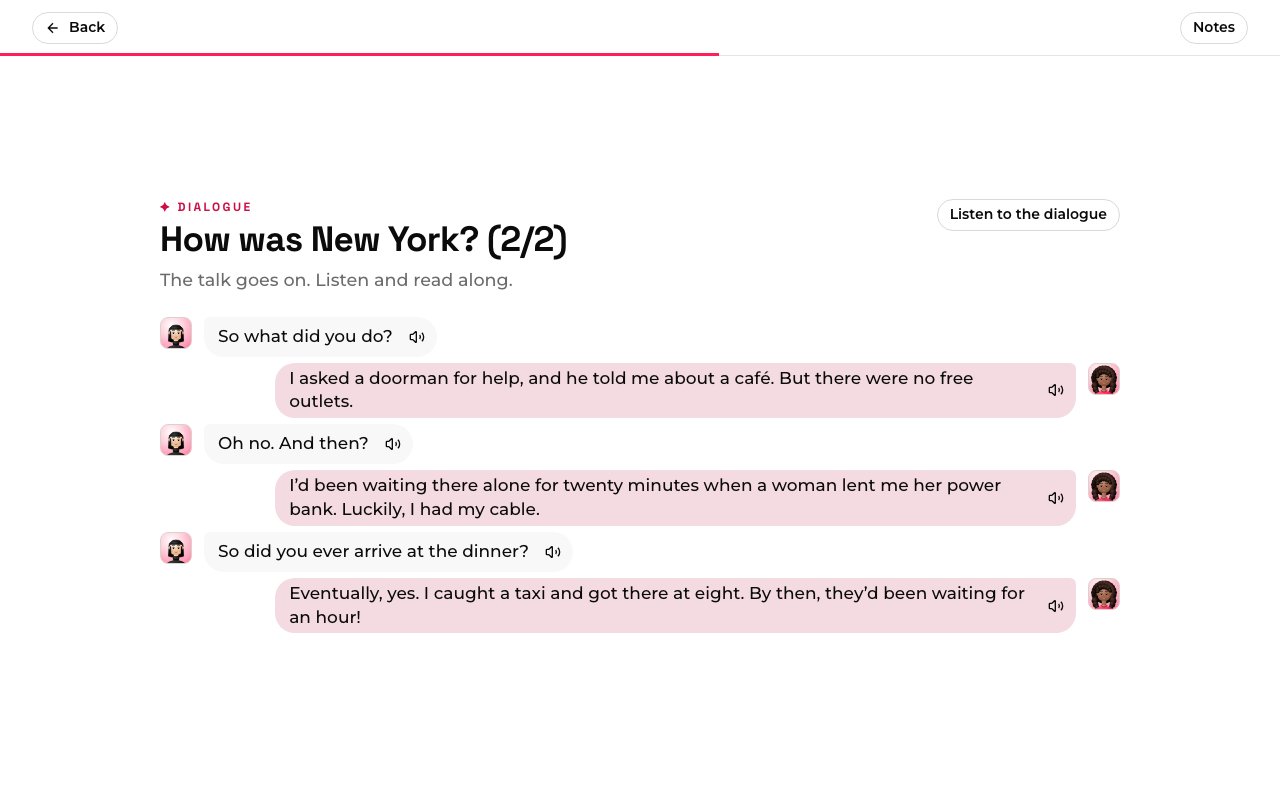 Back
Notes
DIALOGUE
How was New York? (2/2)
Listen to the dialogue
The talk goes on. Listen and read along.
So what did you do?
I asked a doorman for help, and he told me about a café. But there were no free
outlets.
Oh no. And then?
I’d been waiting there alone for twenty minutes when a woman lent me her power
bank. Luckily, I had my cable.
So did you ever arrive at the dinner?
Eventually, yes. I caught a taxi and got there at eight. By then, they’d been waiting for
an hour!